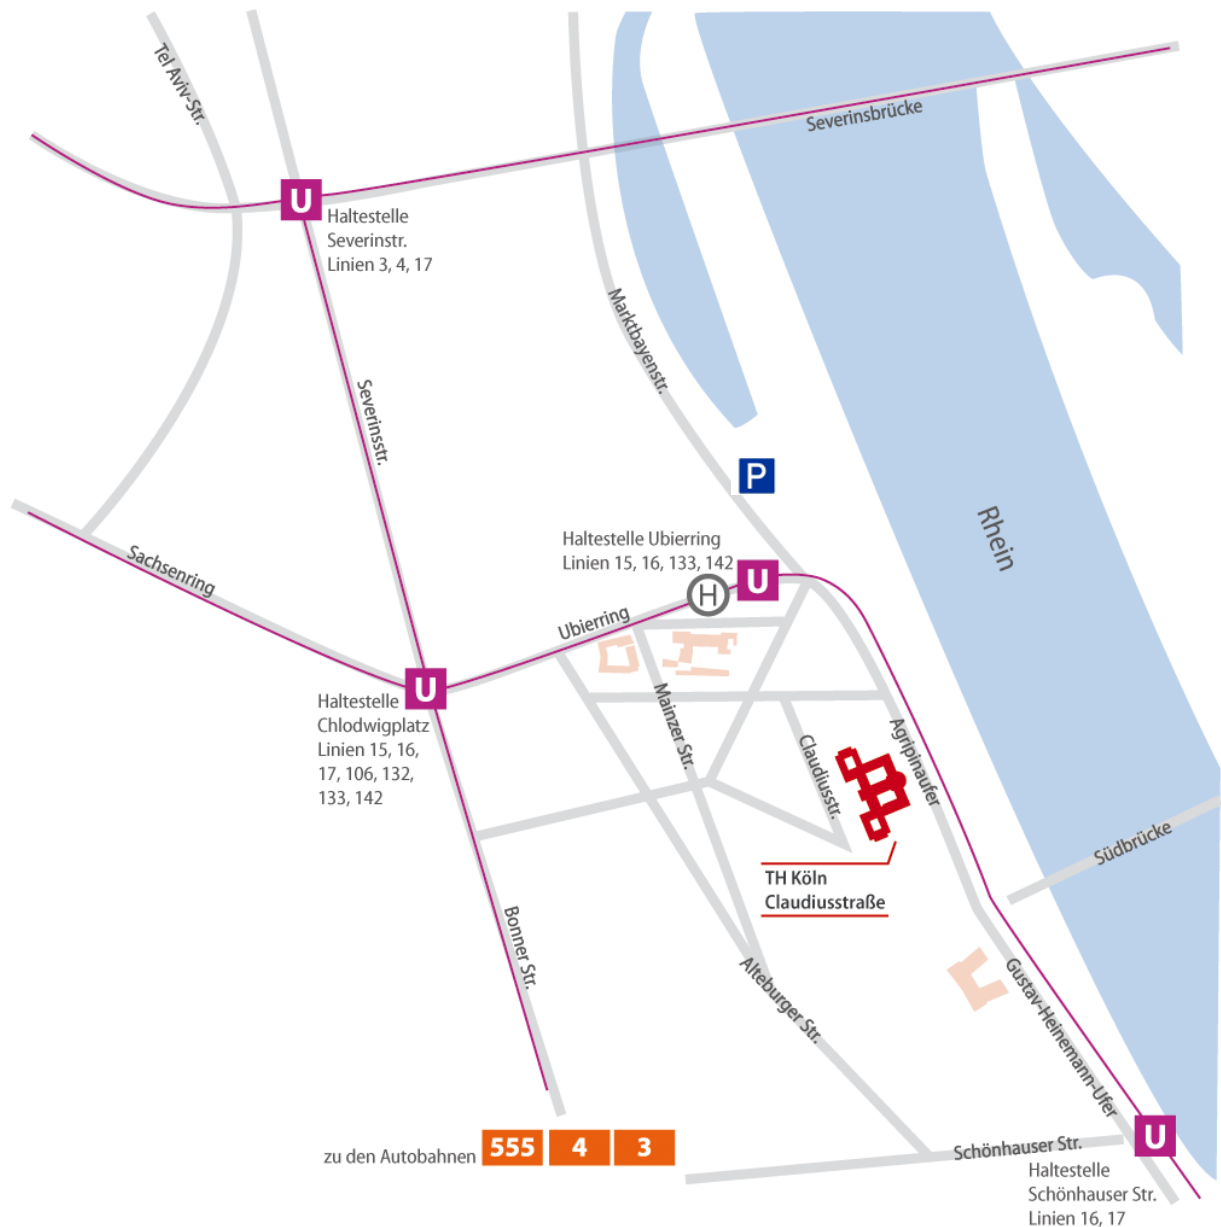 Tel Aviv-Str.
Severinsbrücke
U
Haltestelle
Severinstr.
Linien 3, 4, 17
Marktbayenstr.
Severinsstr.
P
Rhein
Haltestelle Ubierring
Linien 15, 16, 133, 142
U
H
Sachsenring
Ubierring
U
Haltestelle
Chlodwigplatz
Linien 15, 16,
17, 106, 132,
133, 142
Mainzer Str.
Claudiusstr.
Agripinaufer
Südbrücke
TH Köln
Claudiusstraße
Bonner Str.
Alteburger Str.
Gustav-Heinemann-Ufer
zu den Autobahnen 555 4 3
Schönhauser Str.
U
Haltestelle
Schönhauser Str.
Linien 16, 17